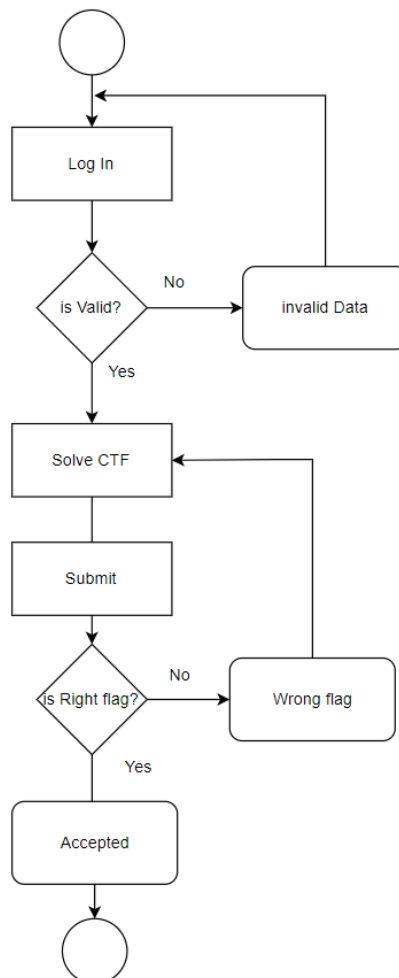 Log In
is Valid?
No
invalid Data
Yes
Solve CTF
Submit
is Right flag?
No
Wrong flag
Yes
Accepted